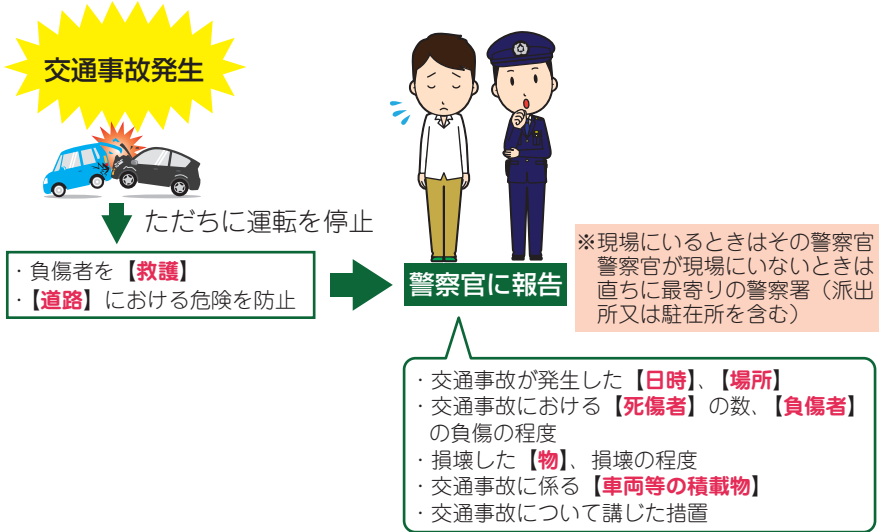 交通事故発生
ただちに運転を停止
・負傷者を【救護】
・【道路】における危険を防止
警察官に報告
※現場にいるときはその警察官
警察官が現場にいないときは
直ちに最寄りの警察署（派出
所又は駐在所を含む）
・交通事故が発生した【日時】、【場所】
・交通事故における【死傷者】の数、【負傷者】
の負傷の程度
・損壊した【物】、損壊の程度
・交通事故に係る【車両等の積載物】
・交通事故について講じた措置